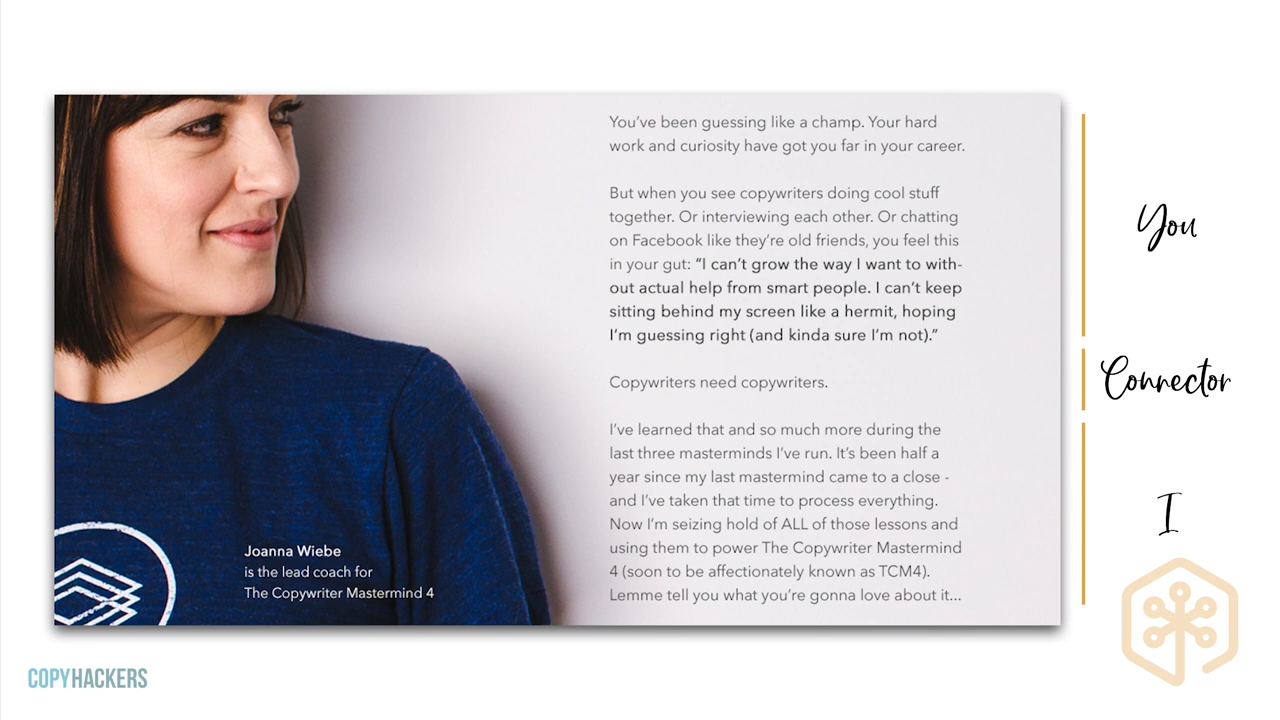 You've been guessing like a champ. Your hard
work and curiosity have got you far in your career.
But when you see copywriters doing cool stuff
together. Or interviewing each other. Or chatting
on Facebook like they're old friends, you feel this
in your gut: “I can't grow the way I want to with-
out actual help from smart people. I can't keep
sitting behind my screen like a hermit, hoping
I'm guessing right (and kinda sure I'm not).”
Copywriters need copywriters.
I've learned that and so much more during the
last three masterminds I've run. It's been half a
year since my last mastermind came to a close -
and I've taken that time to process everything.
Now I'm seizing hold of ALL of those lessons and
using them to power The Copywriter Mastermind
4 (soon to be affectionately known as TCM4).
Lemme tell you what you're gonna love about it...
Joanna Wiebe
is the lead coach for
The Copywriter Mastermind 4
You
Connector
I
COPYHACKERS